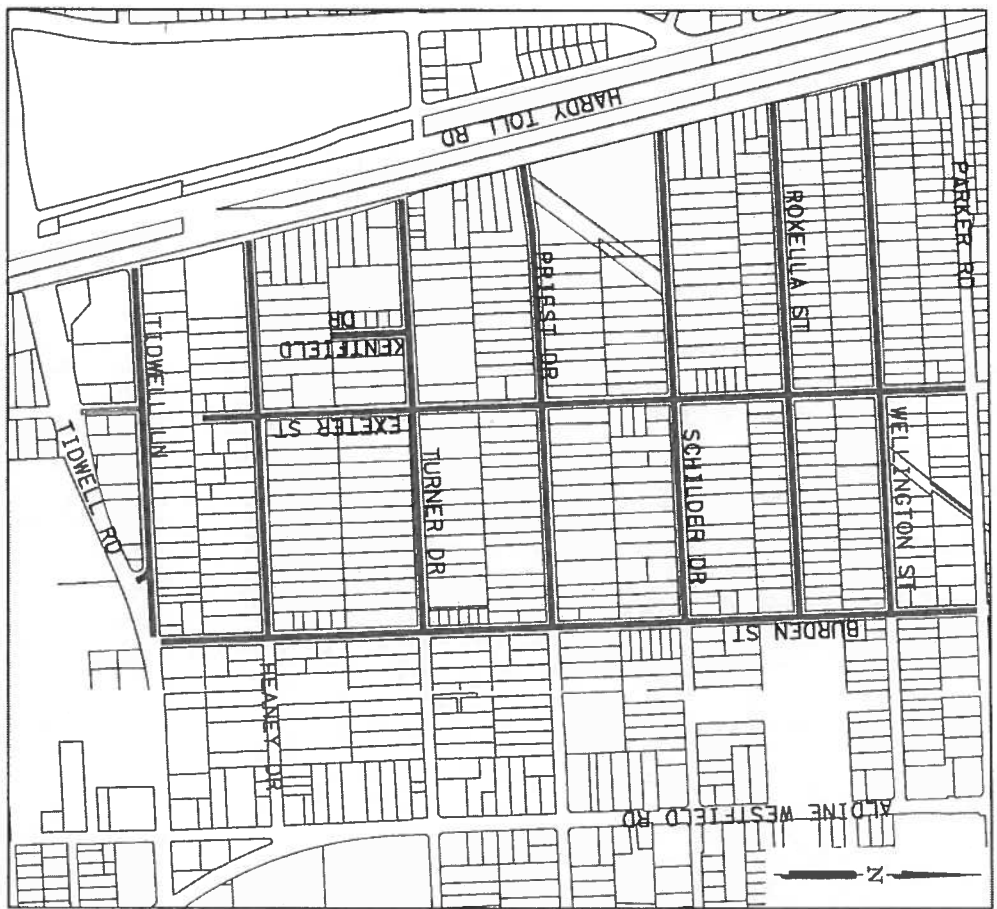 HARDY TOLL RD
PARKER RD
ROXELLA ST
PRIEST DR
KENTFIELD
DR
TIDWELL LN
EXETER ST
TIDWELL RD
TURNER DR
SCHILDER DR
WELLINGTON ST
BURDEN ST
HEANEY DR
ALDINE WESTFIELD RD
N